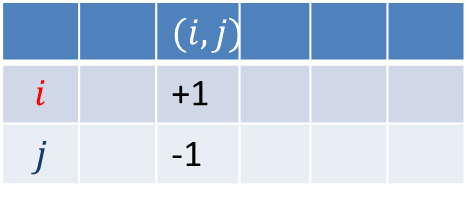 (i, j)
i +1
j -1